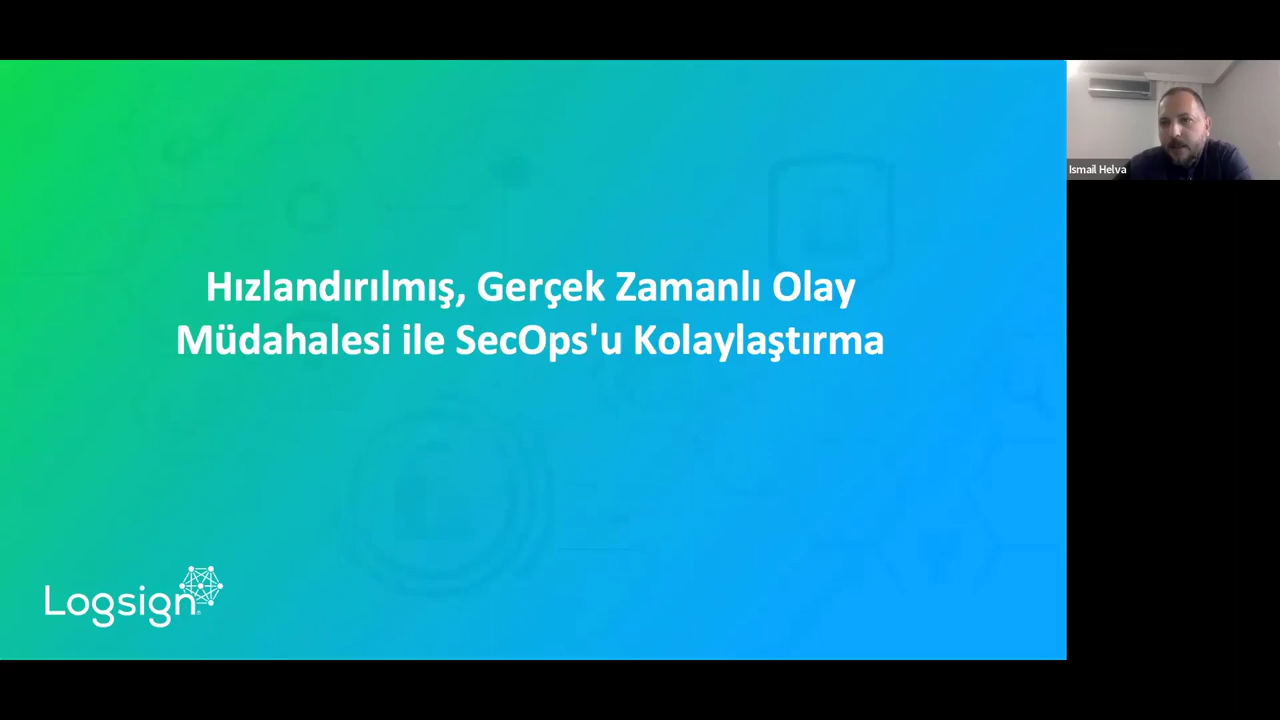 Hızlandırılmış, Gerçek Zamanlı Olay
Müdahalesi ile SecOps'u Kolaylaştırma
Logsign
Ismail Helva